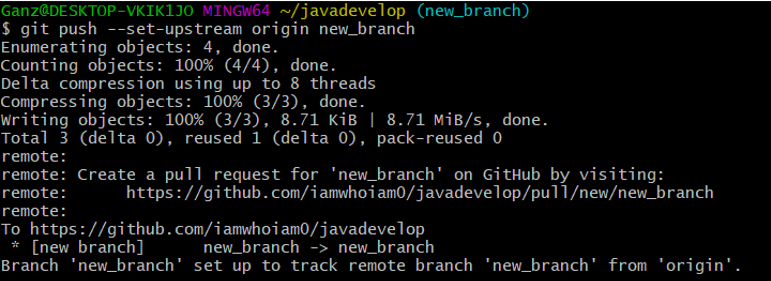 Ganz@DESKTOP-VKIK1JO MINGW64 ~/javadevelop (new_branch)
$ git push --set-upstream origin new_branch
Enumerating objects: 4, done.
Counting objects: 100% (4/4), done.
Delta compression using up to 8 threads
Compressing objects: 100% (3/3), done.
Writing objects: 100% (3/3), 8.71 KiB | 8.71 MiB/s, done.
Total 3 (delta 0), reused 1 (delta 0), pack-reused 0
remote:
remote: Create a pull request for 'new_branch' on GitHub by visiting:
remote:      https://github.com/iamwhoiam0/javadevelop/pull/new/new_branch
remote:
To https://github.com/iamwhoiam0/javadevelop
 * [new branch]      new_branch -> new_branch
Branch 'new_branch' set up to track remote branch 'new_branch' from 'origin'.